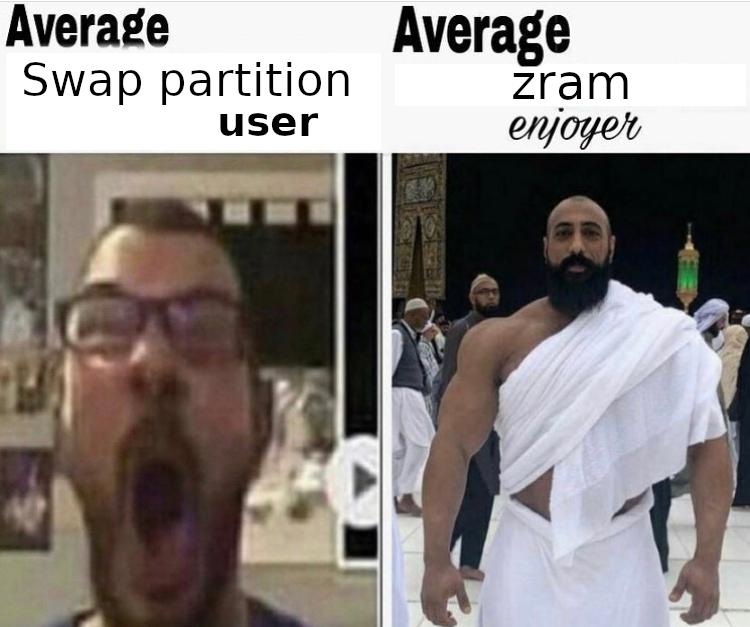 Average
Swap partition
user
Average
zram
enjoyer